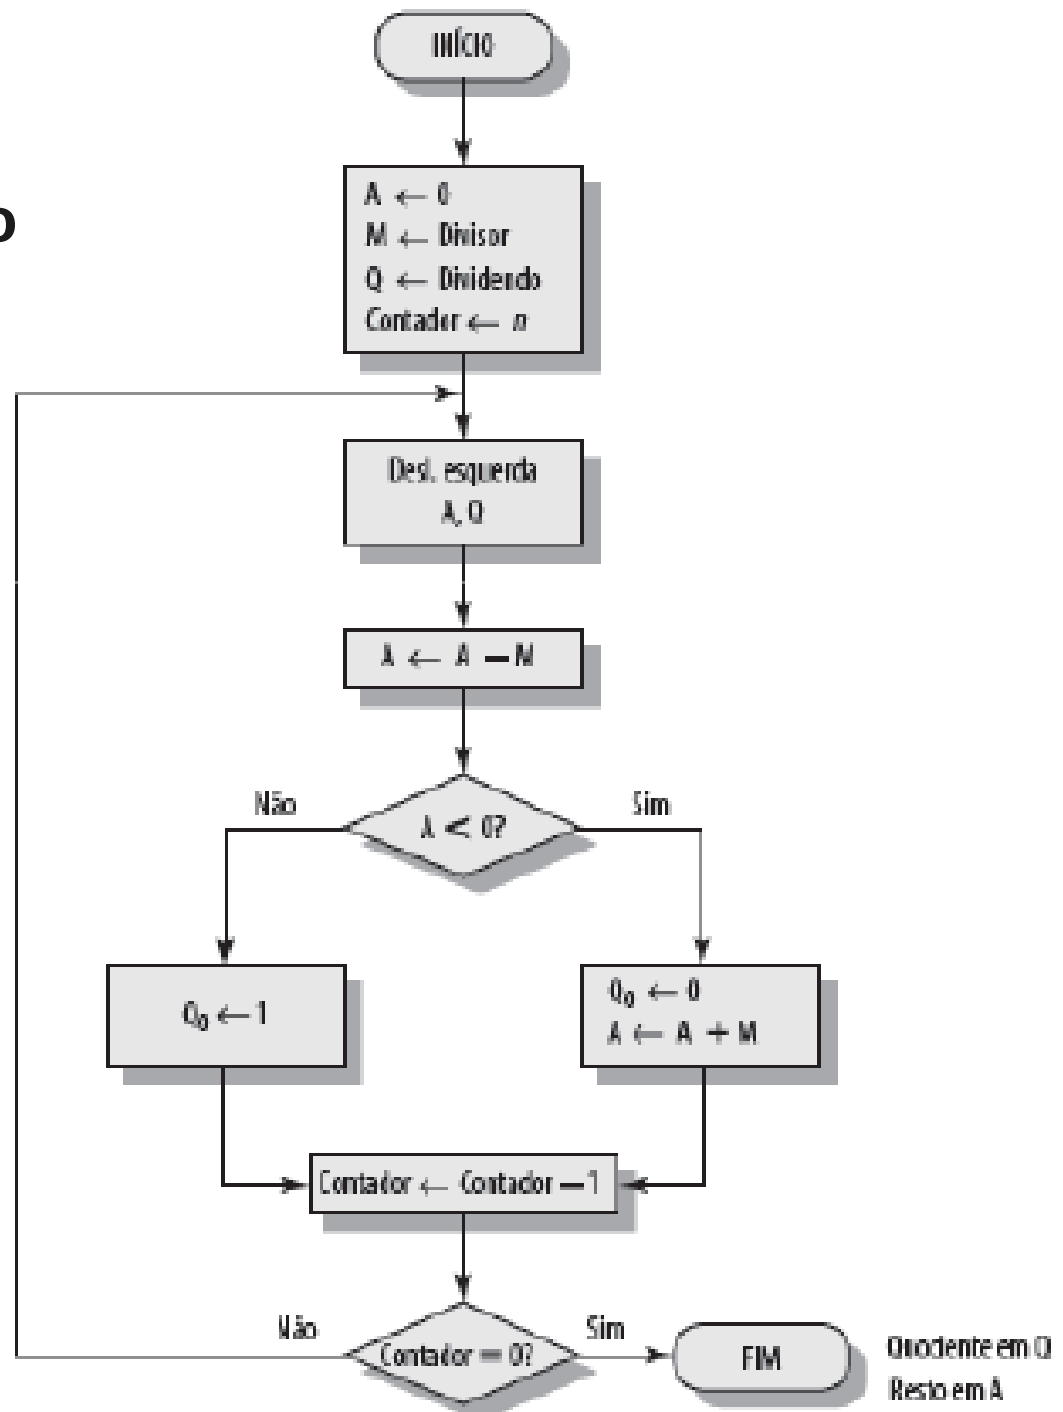 INÍCIO
o
A ← 0
M ← Divisor
Q ← Dividendo
Contador ← n
Desl. esquerda
A, Q
A ← A − M
Não
A < 0?
Sim
Q₀ ← 1
Q₀ ← 0
A ← A + M
Contador ← Contador − 1
Não
Contador = 0?
Sim
FIM
Quociente em Q
Resto em A